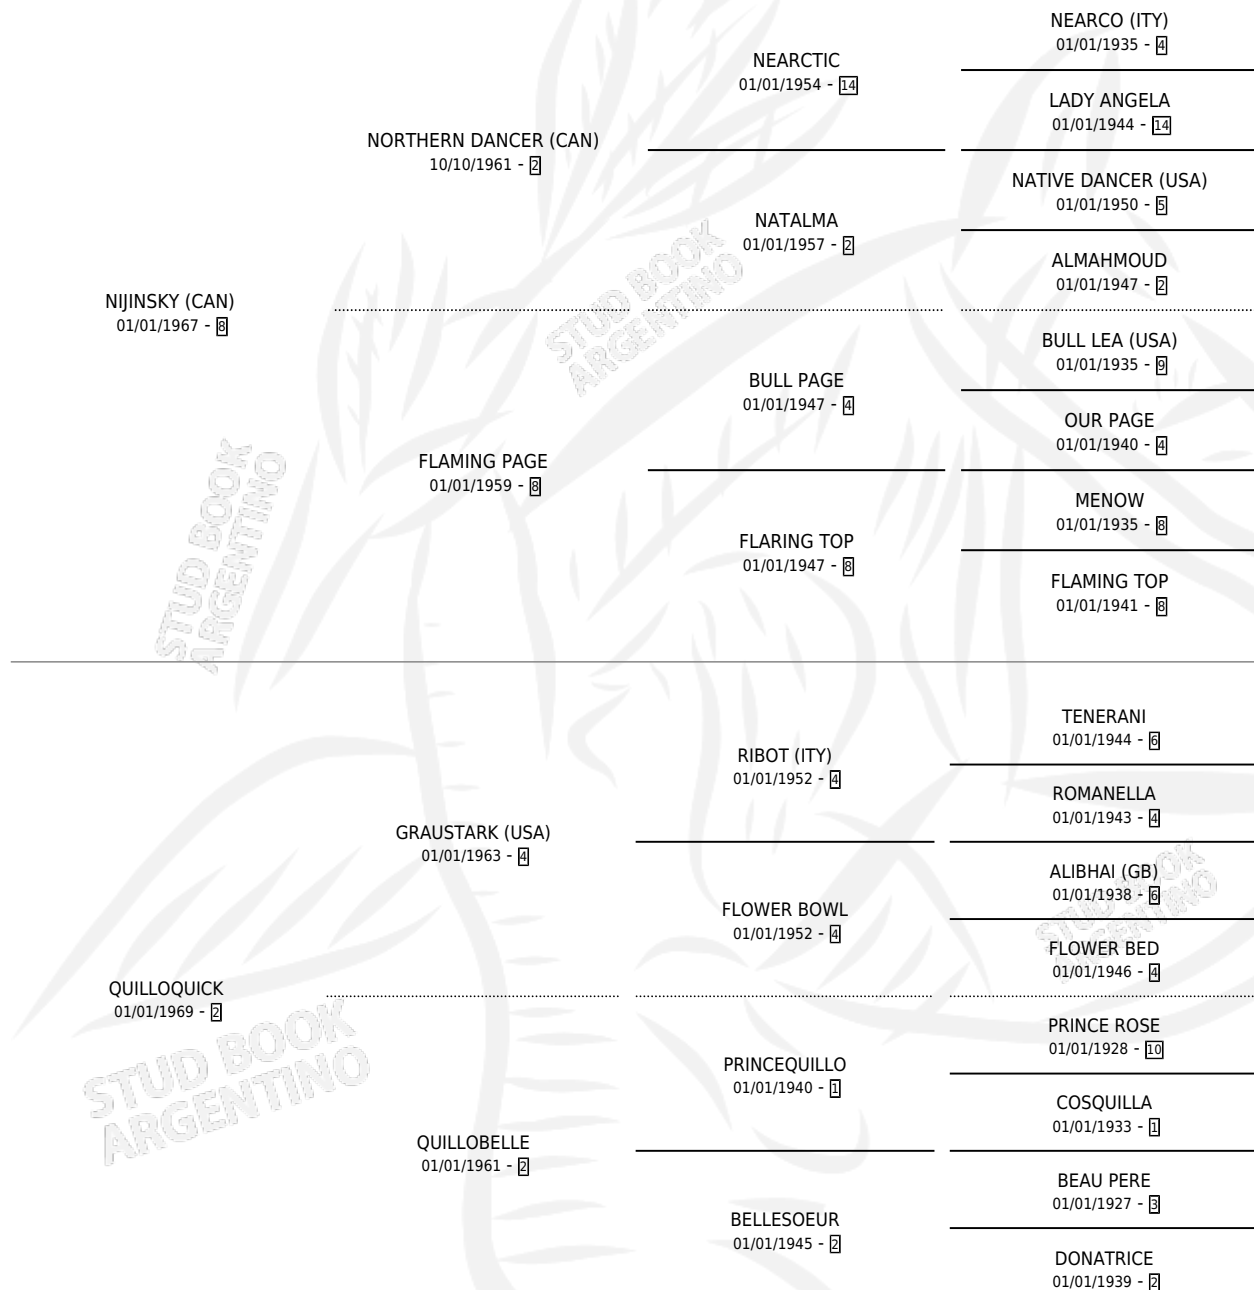 NEARCO (ITY)
01/01/1935 - 4
NEARCTIC
01/01/1954 - 14
LADY ANGELA
01/01/1944 - 14
NORTHERN DANCER (CAN)
10/10/1961 - 2
NATIVE DANCER (USA)
01/01/1950 - 5
NATALMA
01/01/1957 - 2
ALMAHMOUD
01/01/1947 - 2
NIJINSKY (CAN)
01/01/1967 - 8
STUD BOOK
ARGENTINO
BULL LEA (USA)
01/01/1935 - 9
BULL PAGE
01/01/1947 - 4
OUR PAGE
01/01/1940 - 4
FLAMING PAGE
01/01/1959 - 8
MENOW
01/01/1935 - 8
FLARING TOP
01/01/1947 - 8
FLAMING TOP
01/01/1941 - 8
STUD BOOK
ARGENTINO
TENERANI
01/01/1944 - 6
RIBOT (ITY)
01/01/1952 - 4
ROMANELLA
01/01/1943 - 4
GRAUSTARK (USA)
01/01/1963 - 4
ALIBHAI (GB)
01/01/1938 - 6
FLOWER BOWL
01/01/1952 - 4
STUD BOOK
ARGENTINO
FLOWER BED
01/01/1946 - 4
QUILLOQUICK
01/01/1969 - 2
PRINCE ROSE
01/01/1928 - 10
PRINCEQUILLO
01/01/1940 - 1
COSQUILLA
01/01/1933 - 1
STUD BOOK
ARGENTINO
QUILLOBELLE
01/01/1961 - 2
BEAU PERE
01/01/1927 - 3
BELLESOEUR
01/01/1945 - 2
DONATRICE
01/01/1939 - 2